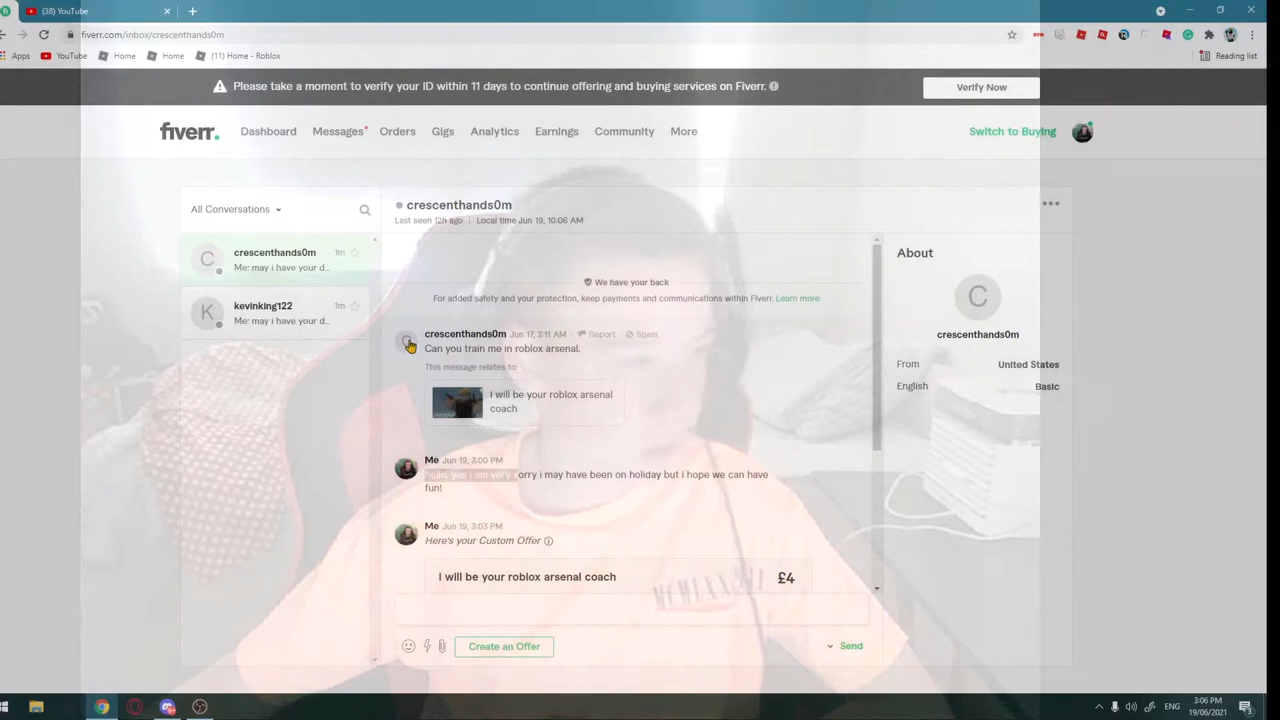 (38) YouTube
fiverr.com/inbox/crescenthands0m
Apps YouTube Home Home (11) Home - Roblox Reading list
Please take a moment to verify your ID within 11 days to continue offering and buying services on Fiverr. Verify Now
fiverr. Dashboard Messages Orders Gigs Analytics Earnings Community More Switch to Buying
All Conversations
crescenthands0m 1m
Me: may i have your d...
kevinking122 1m
Me: may i have your d...
crescenthands0m
Last seen 12h ago | Local time Jun 19, 10:06 AM
We have your back
For added safety and your protection, keep payments and communications within Fiverr. Learn more
crescenthands0m Jun 17, 2:11 AM Report Spam
Can you train me in roblox arsenal.
This message relates to:
I will be your roblox arsenal
coach
Me Jun 19, 3:00 PM
hello, yes i am very sorry i may have been on holiday but i hope we can have
fun!
Me Jun 19, 3:03 PM
Here's your Custom Offer
I will be your roblox arsenal coach £4
Create an Offer Send
About
C
crescenthands0m
From United States
English Basic
ENG 3:06 PM
19/06/2021